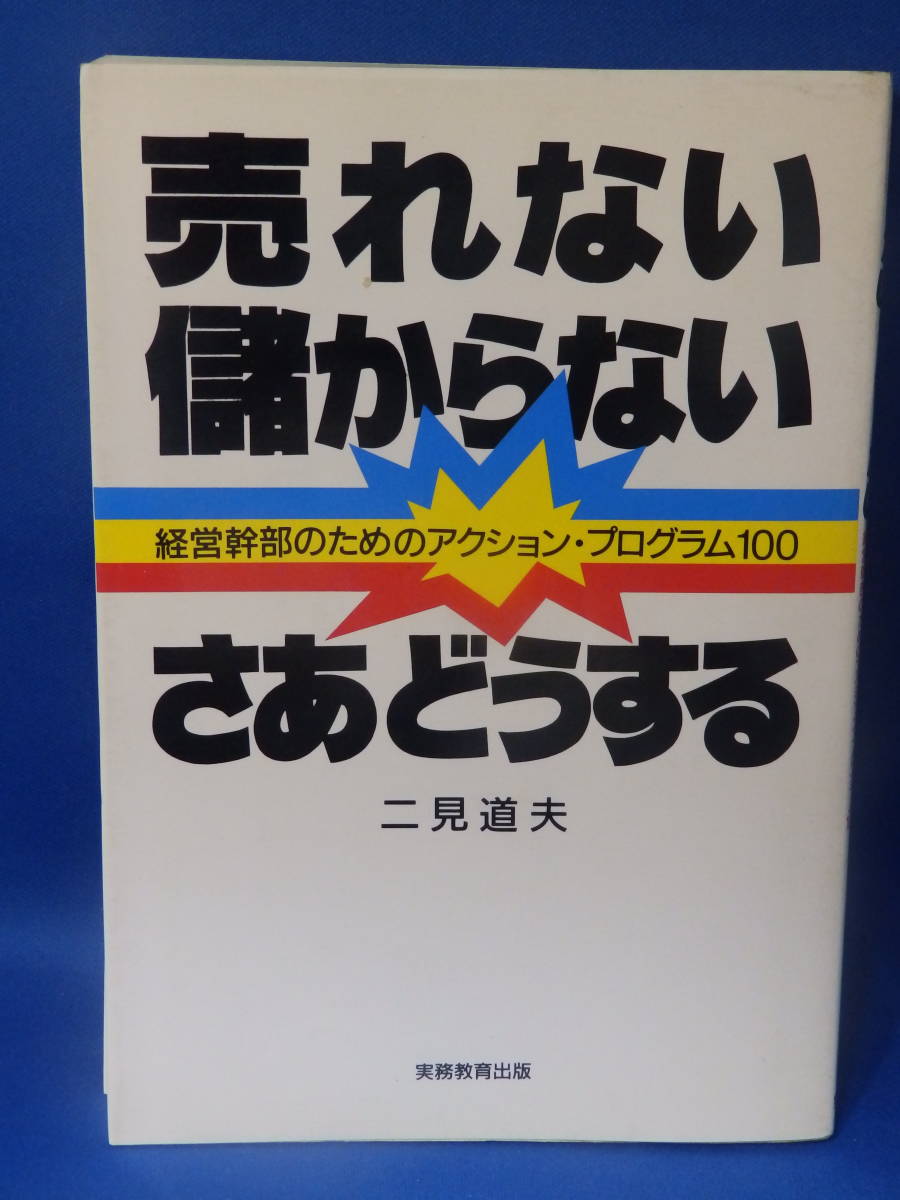 売れない
儲からない
経営幹部のためのアクション・プログラム100
さあどうする
二見道夫
実務教育出版